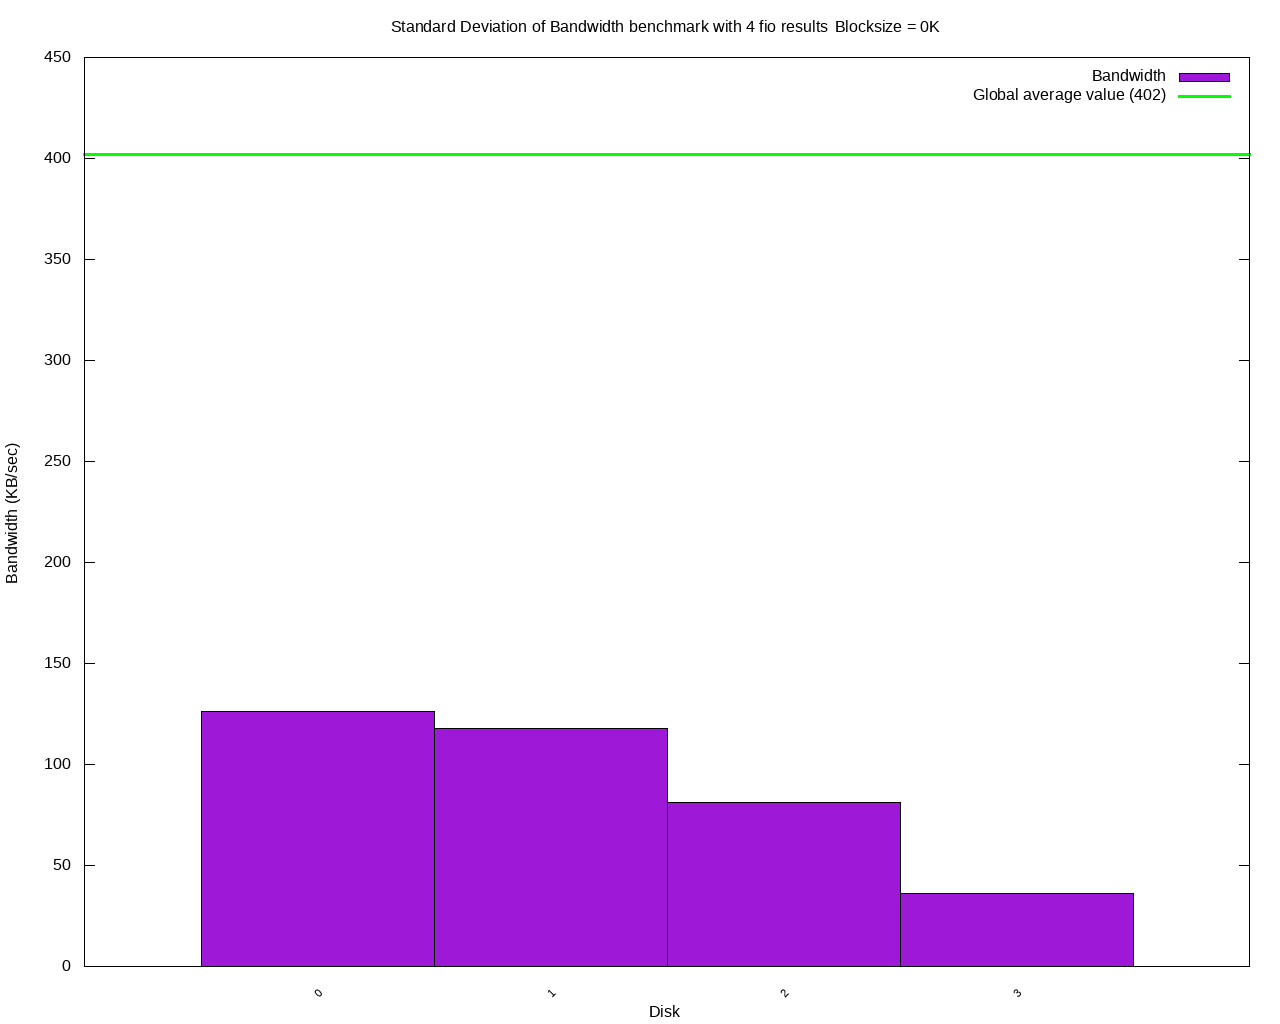 Standard Deviation of Bandwidth benchmark with 4 fio results Blocksize = 0K
Bandwidth
Global average value (402)
450
400
350
300
250
200
150
100
50
0
Bandwidth (KB/sec)
0 1 2 3
Disk